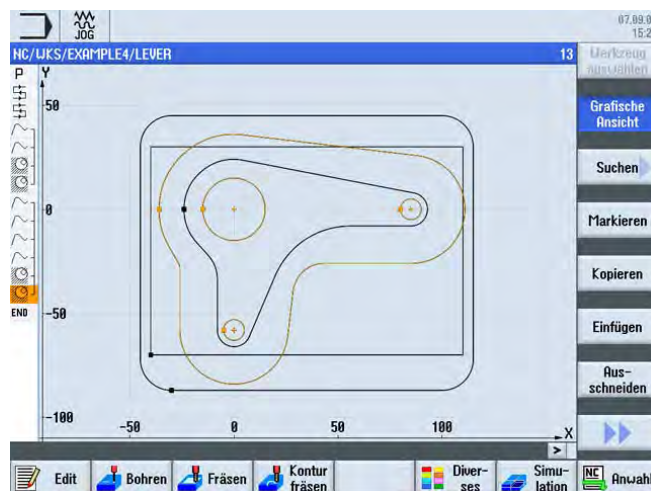 JOG
07.09.0
15:2
NC/WKS/EXAMPLE4/LEVER 13
Werkzeug
auswählen
P
Y
50
0
-50
-100
END
-50
0
50
100
X
Grafische
Ansicht
Suchen
Markieren
Kopieren
Einfügen
Aus-
schneiden
>
Edit
Bohren
Fräsen
Kontur
fräsen
Diver-
ses
Simu-
lation
NC
Anwahl